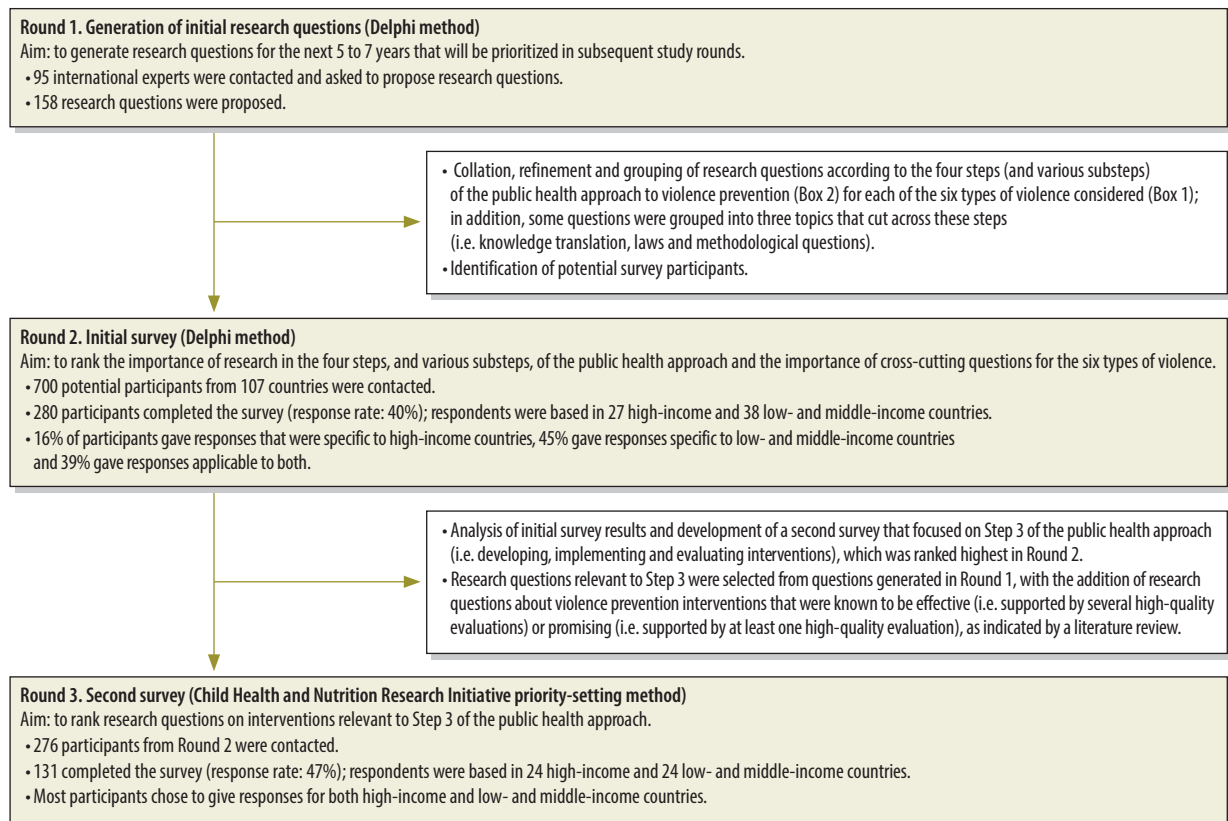 Round 1. Generation of initial research questions (Delphi method)
Aim: to generate research questions for the next 5 to 7 years that will be prioritized in subsequent study rounds.
• 95 international experts were contacted and asked to propose research questions.
• 158 research questions were proposed.
• Collation, refinement and grouping of research questions according to the four steps (and various substeps)
of the public health approach to violence prevention (Box 2) for each of the six types of violence considered (Box 1);
in addition, some questions were grouped into three topics that cut across these steps
(i.e. knowledge translation, laws and methodological questions).
• Identification of potential survey participants.
Round 2. Initial survey (Delphi method)
Aim: to rank the importance of research in the four steps, and various substeps, of the public health approach and the importance of cross-cutting questions for the six types of violence.
• 700 potential participants from 107 countries were contacted.
• 280 participants completed the survey (response rate: 40%); respondents were based in 27 high-income and 38 low- and middle-income countries.
• 16% of participants gave responses that were specific to high-income countries, 45% gave responses specific to low- and middle-income countries
and 39% gave responses applicable to both.
• Analysis of initial survey results and development of a second survey that focused on Step 3 of the public health approach
(i.e. developing, implementing and evaluating interventions), which was ranked highest in Round 2.
• Research questions relevant to Step 3 were selected from questions generated in Round 1, with the addition of research
questions about violence prevention interventions that were known to be effective (i.e. supported by several high-quality
evaluations) or promising (i.e. supported by at least one high-quality evaluation), as indicated by a literature review.
Round 3. Second survey (Child Health and Nutrition Research Initiative priority-setting method)
Aim: to rank research questions on interventions relevant to Step 3 of the public health approach.
• 276 participants from Round 2 were contacted.
• 131 completed the survey (response rate: 47%); respondents were based in 24 high-income and 24 low- and middle-income countries.
• Most participants chose to give responses for both high-income and low- and middle-income countries.